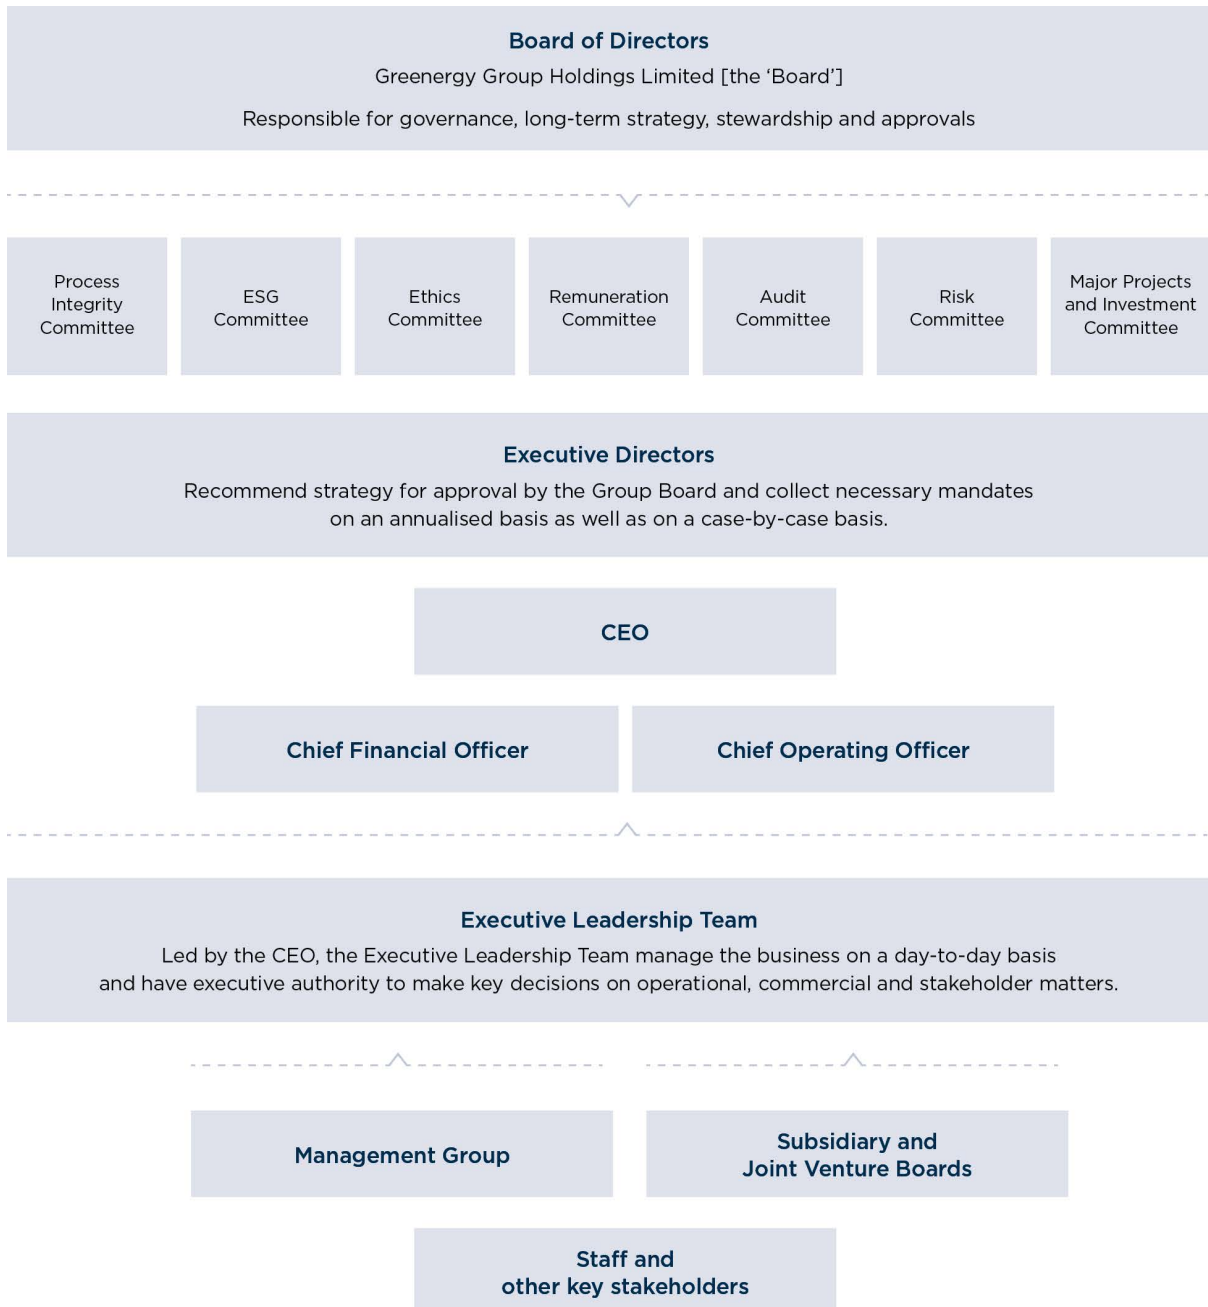 Board of Directors
Greenergy Group Holdings Limited [the ‘Board’]
Responsible for governance, long-term strategy, stewardship and approvals
Process
Integrity
Committee
ESG
Committee
Ethics
Committee
Remuneration
Committee
Audit
Committee
Risk
Committee
Major Projects
and Investment
Committee
Executive Directors
Recommend strategy for approval by the Group Board and collect necessary mandates
on an annualised basis as well as on a case-by-case basis.
CEO
Chief Financial Officer
Chief Operating Officer
Executive Leadership Team
Led by the CEO, the Executive Leadership Team manage the business on a day-to-day basis
and have executive authority to make key decisions on operational, commercial and stakeholder matters.
Management Group
Subsidiary and
Joint Venture Boards
Staff and
other key stakeholders